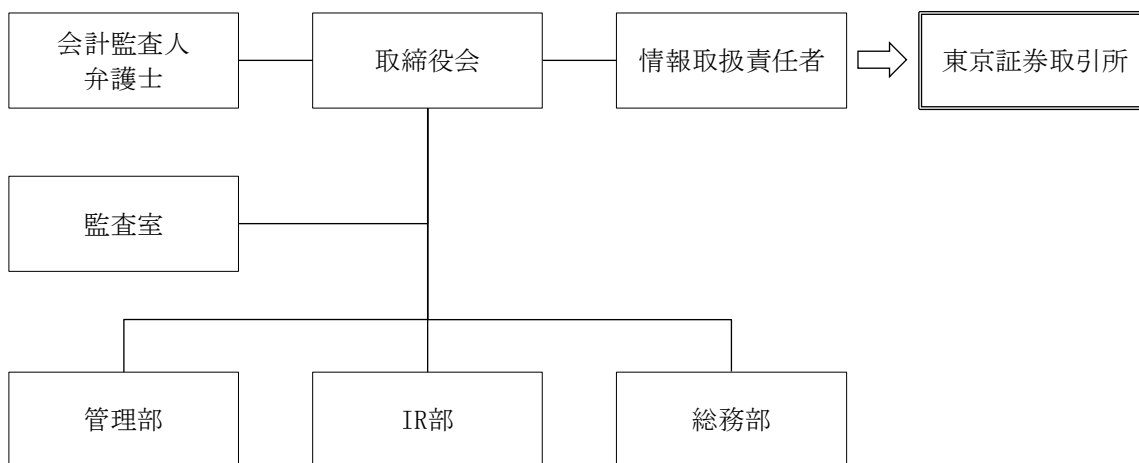 会計監査人
弁護士
取締役会
情報取扱責任者
東京証券取引所
監査室
管理部
IR部
総務部